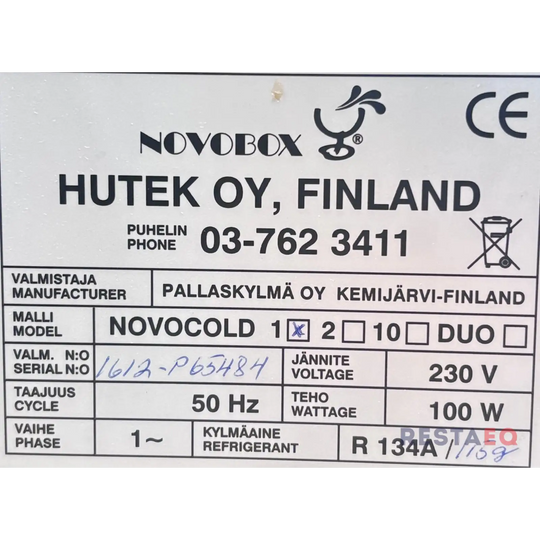 NOVOBOX ® CE
HUTEK OY, FINLAND
PUHELIN
PHONE 03-762 3411
VALMISTAJA
MANUFACTURER PALLASKYLMÄ OY KEMIJÄRVI-FINLAND
MALLI
MODEL NOVOCOLD 1 ☒ 2 ☐ 10 ☐ DUO ☐
VALM. N:O
SERIAL N:O 1612-P65484
JÄNNITE
VOLTAGE 230 V
TAAJUUS
CYCLE 50 Hz
TEHO
WATTAGE 100 W
VAIHE
PHASE 1~
KYLMÄAINE
REFRIGERANT R 134A /115g
RESTAEQ